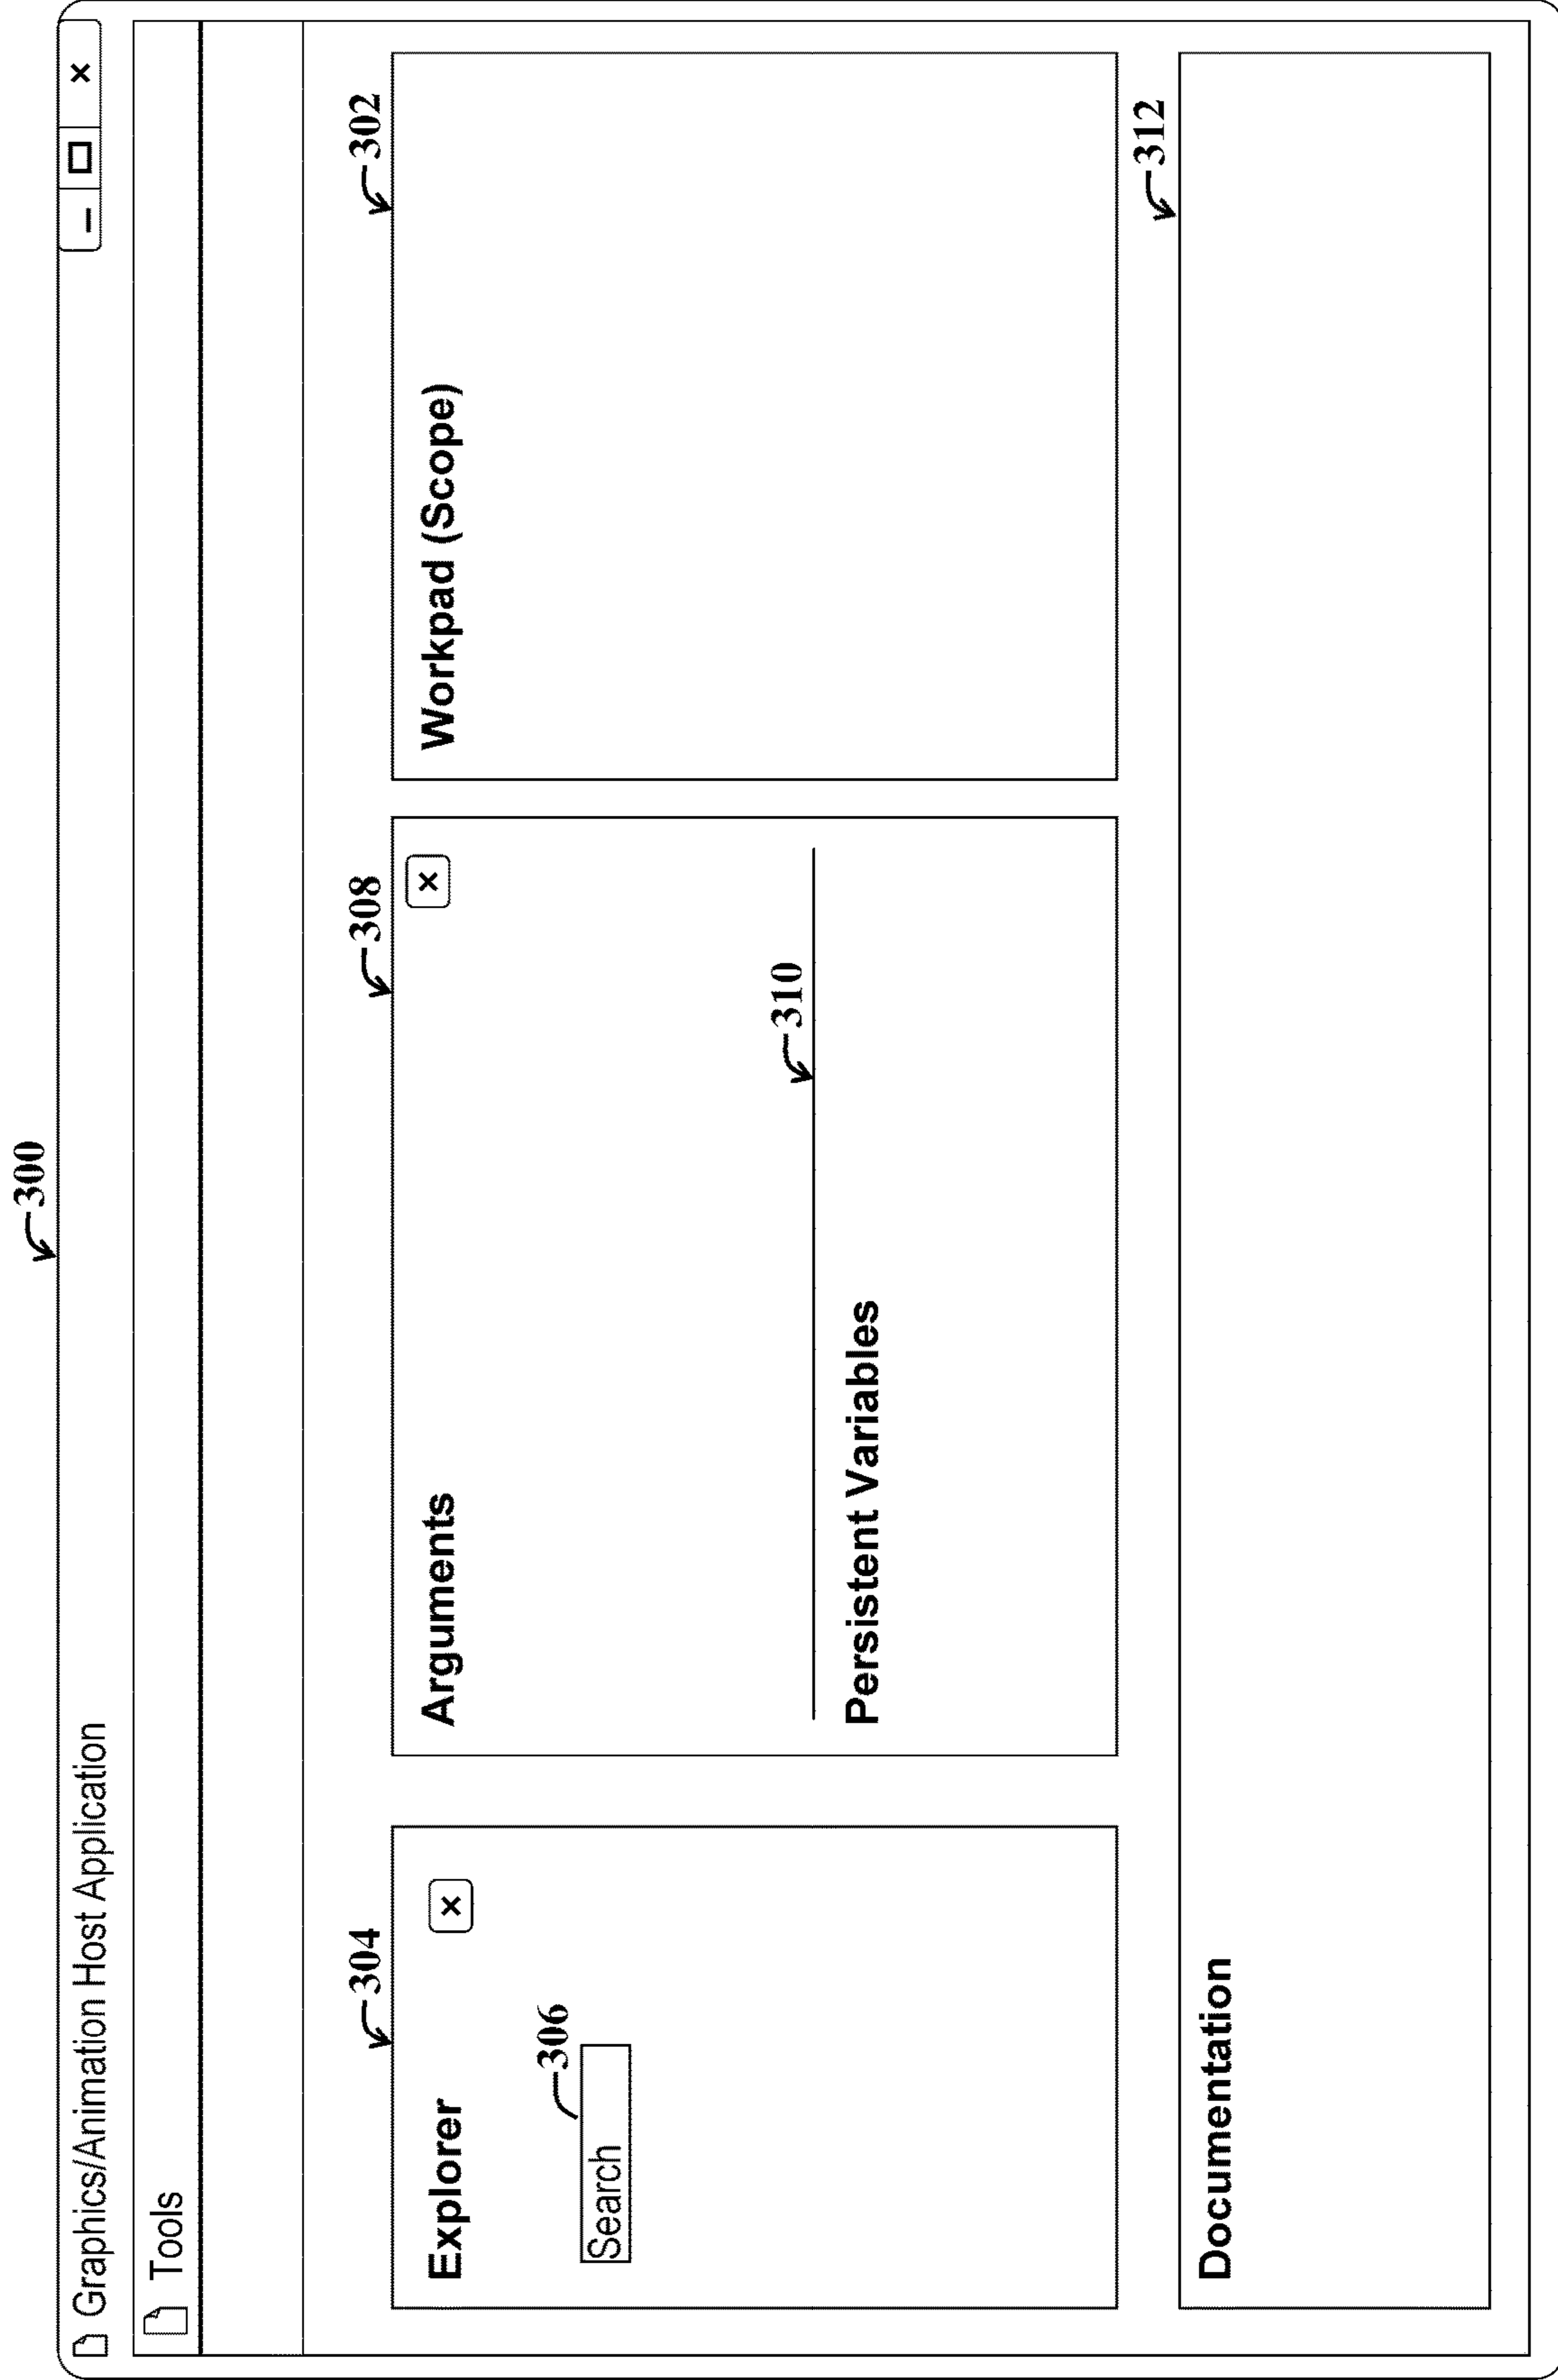 300
Graphics/Animation Host Application
Tools
304
308
302
Explorer
Arguments
Workpad (Scope)
306
Search
310
Persistent Variables
312
Documentation